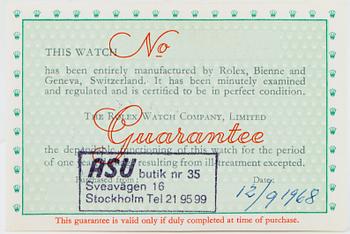 THIS WATCH No
has been entirely manufactured by Rolex, Bienne and
Geneva, Switzerland. It has been minutely examined
and regulated and is certified to be in perfect condition.
THE ROLEX WATCH COMPANY, LIMITED
Guarantee
the dependable functioning of this watch for the period
of one year, resulting from ill-treatment excepted.
Purchased from: Date:
ASU butik nr 35
Sveavägen 16
Stockholm Tel 21 95 99
12/9 1968
This guarantee is valid only if duly completed at time of purchase.